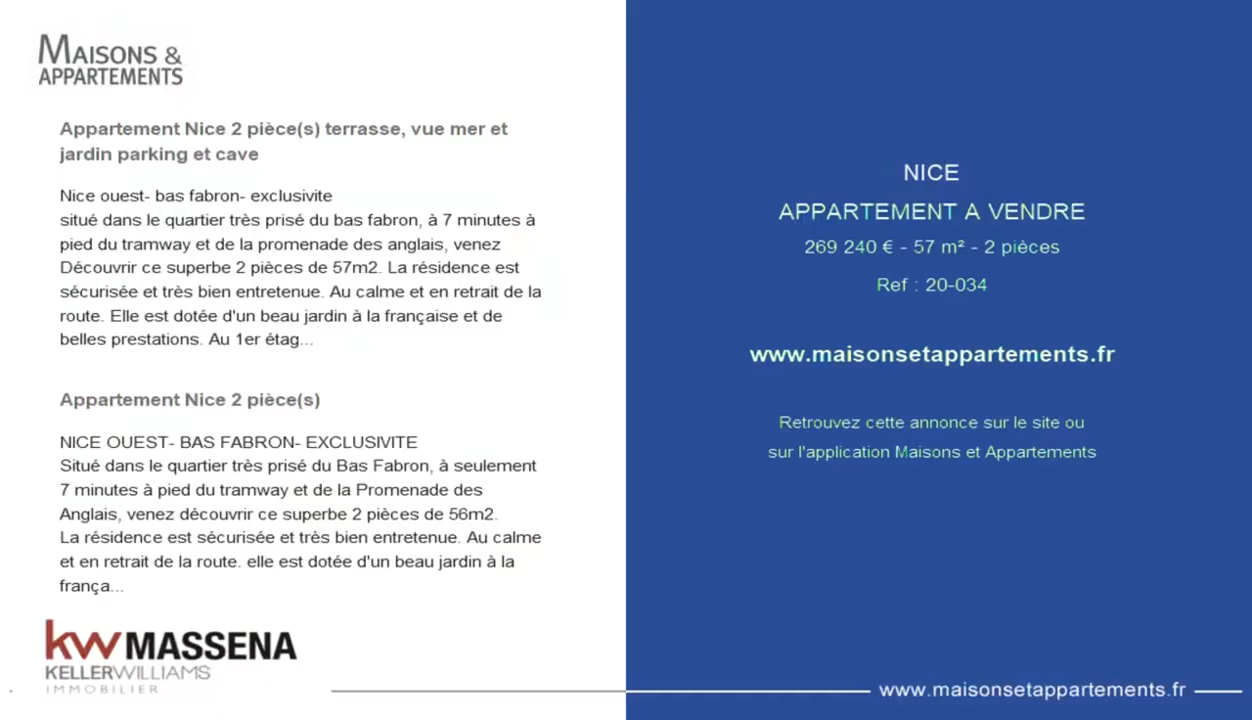 MAISONS &
APPARTEMENTS
Appartement Nice 2 pièce(s) terrasse, vue mer et
jardin parking et cave
Nice ouest- bas fabron- exclusivite
situé dans le quartier très prisé du bas fabron, à 7 minutes à
pied du tramway et de la promenade des anglais, venez
Découvrir ce superbe 2 pièces de 57m2. La résidence est
sécurisée et très bien entretenue. Au calme et en retrait de la
route. Elle est dotée d'un beau jardin à la française et de
belles prestations. Au 1er étag...
Appartement Nice 2 pièce(s)
NICE OUEST- BAS FABRON- EXCLUSIVITE
Situé dans le quartier très prisé du Bas Fabron, à seulement
7 minutes à pied du tramway et de la Promenade des
Anglais, venez découvrir ce superbe 2 pièces de 56m2.
La résidence est sécurisée et très bien entretenue. Au calme
et en retrait de la route. elle est dotée d'un beau jardin à la
frança...
kw MASSENA
KELLERWILLIAMS
IMMOBILIER
NICE
APPARTEMENT A VENDRE
269 240 € - 57 m² - 2 pièces
Ref : 20-034
www.maisonsetappartements.fr
Retrouvez cette annonce sur le site ou
sur l'application Maisons et Appartements
www.maisonsetappartements.fr